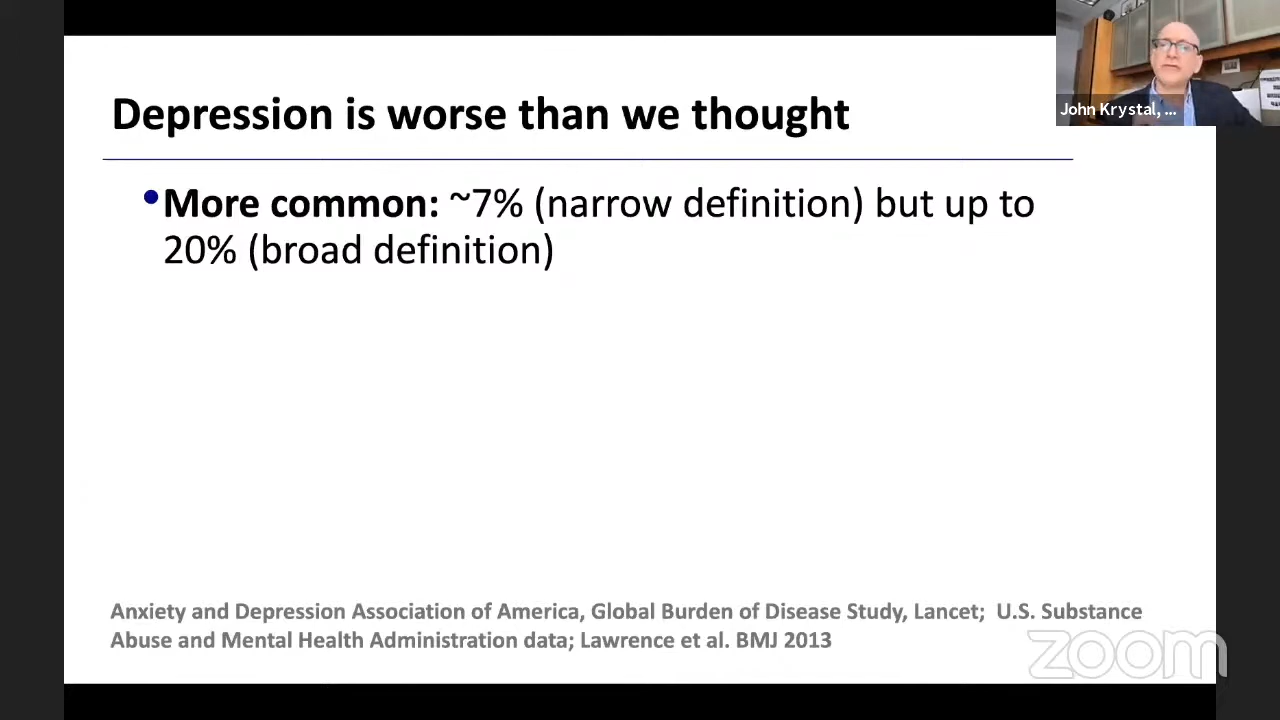 Depression is worse than we thought
John Krystal, ...
•More common: ~7% (narrow definition) but up to
20% (broad definition)
Anxiety and Depression Association of America, Global Burden of Disease Study, Lancet;  U.S. Substance
Abuse and Mental Health Administration data; Lawrence et al. BMJ 2013
zoom